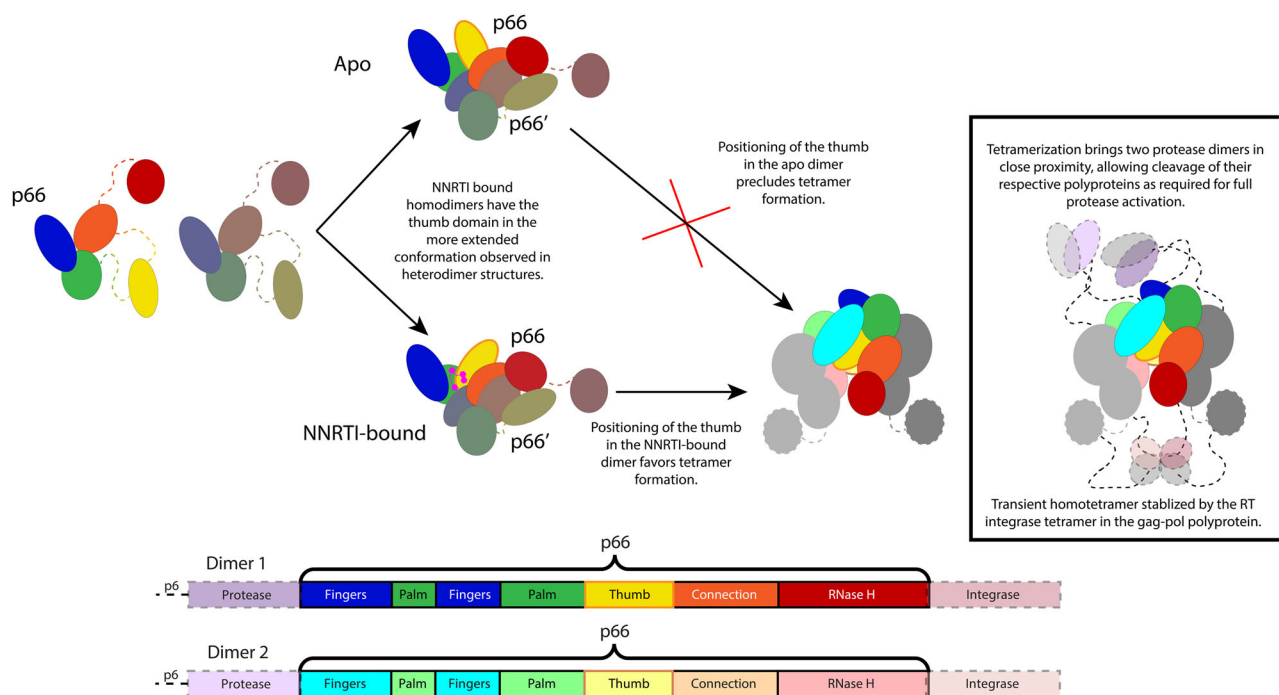 Apo
p66
p66'
p66
NNRTI bound
homodimers have the
thumb domain in the
more extended
conformation observed in
heterodimer structures.
Positioning of the thumb
in the apo dimer
precludes tetramer
formation.
NNRTI-bound
p66
p66'
Positioning of the thumb
in the NNRTI-bound
dimer favors tetramer
formation.
Tetramerization brings two protease dimers in
close proximity, allowing cleavage of their
respective polyproteins as required for full
protease activation.
Transient homotetramer stablized by the RT
integrase tetramer in the gag-pol polyprotein.
Dimer 1
p66
p6 Protease Fingers Palm Fingers Palm Thumb Connection RNase H Integrase
Dimer 2
p66
p6 Protease Fingers Palm Fingers Palm Thumb Connection RNase H Integrase